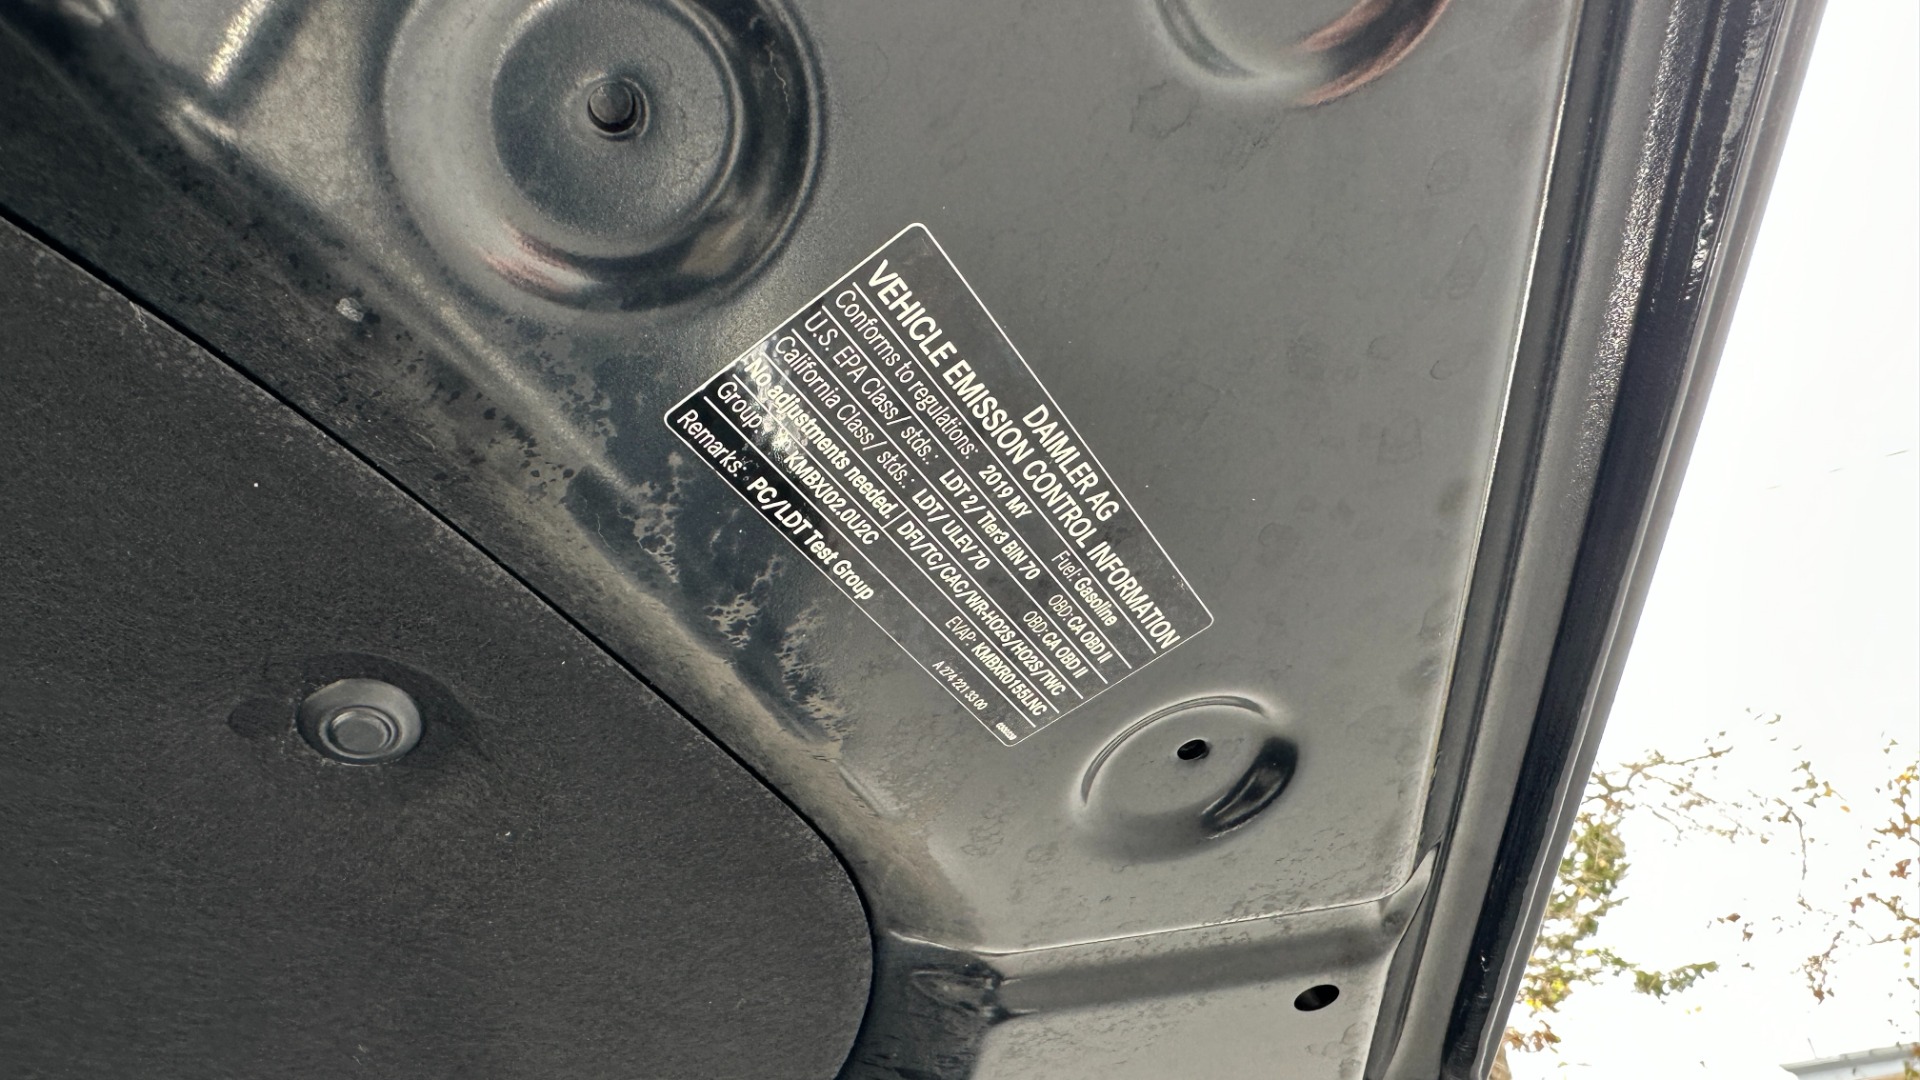 DAIMLER AG
VEHICLE EMISSION CONTROL INFORMATION
Conforms to regulations: 2019 MY Fuel: Gasoline
U.S. EPA Class/ stds.: LDT 2/ Tier3 BIN 70 OBD: CA OBD II
California Class/ stds.: LDT/ ULEV 70 OBD: CA OBD II
No adjustments needed. DFI/TC/CAC/WR-HO2S/HO2S/TWC
Group: KMBXJ02.0U2C EVAP: KMBXR0155LNC
Remarks: PC/LDT Test Group A 274 221 33 00